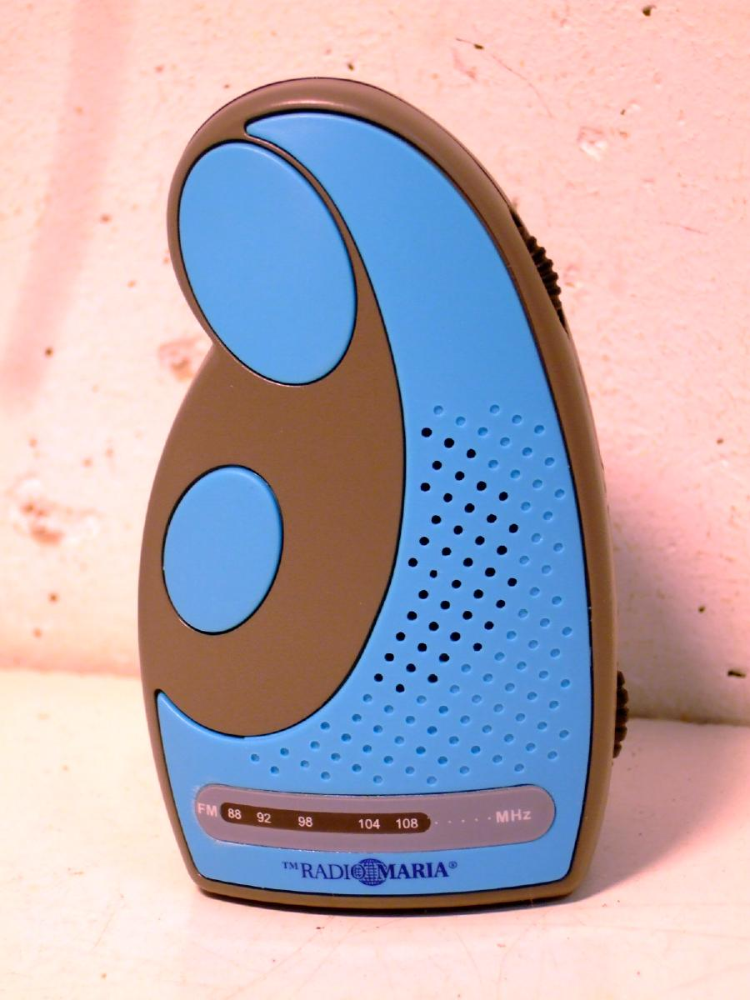 FM 88 92 98 104 108 · · · · · MHz
™RADIO MARIA®